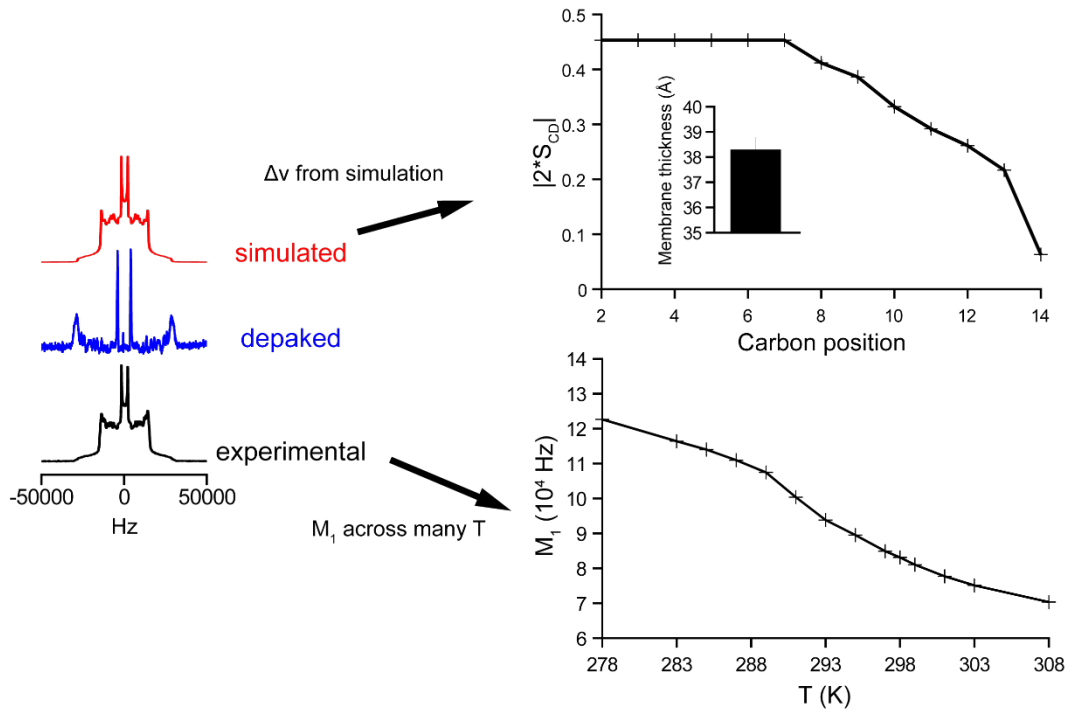 Δν from simulation
simulated
depaked
experimental
-50000 0 50000
Hz
M₁ across many T
|2*S_CD|
0.5
0.4
0.3
0.2
0.1
0
2 4 6 8 10 12 14
Carbon position
Membrane thickness (Å)
40
39
38
37
36
35
M₁ (10⁴ Hz)
14
13
12
11
10
9
8
7
6
278 283 288 293 298 303 308
T (K)